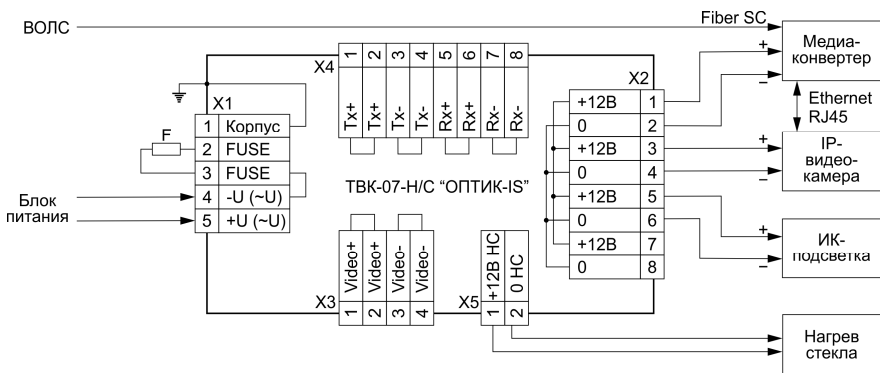 ВОЛС
Fiber SC
Медиа-
конвертер
+
–
Ethernet
RJ45
IP-
видео-
камера
+
–
ИК-
подсветка
+
–
Нагрев
стекла
X4
1 2 3 4 5 6 7 8
Tx+ Tx+ Tx- Tx- Rx+ Rx+ Rx- Rx-
X1
1 Корпус
2 FUSE
3 FUSE
4 -U (~U)
5 +U (~U)
F
Блок
питания
ТВК-07-Н/С “ОПТИК-IS”
X2
+12В 1
0 2
+12В 3
0 4
+12В 5
0 6
+12В 7
0 8
X3
Video+ Video+ Video- Video-
1 2 3 4
X5
+12В НС 0 НС
1 2